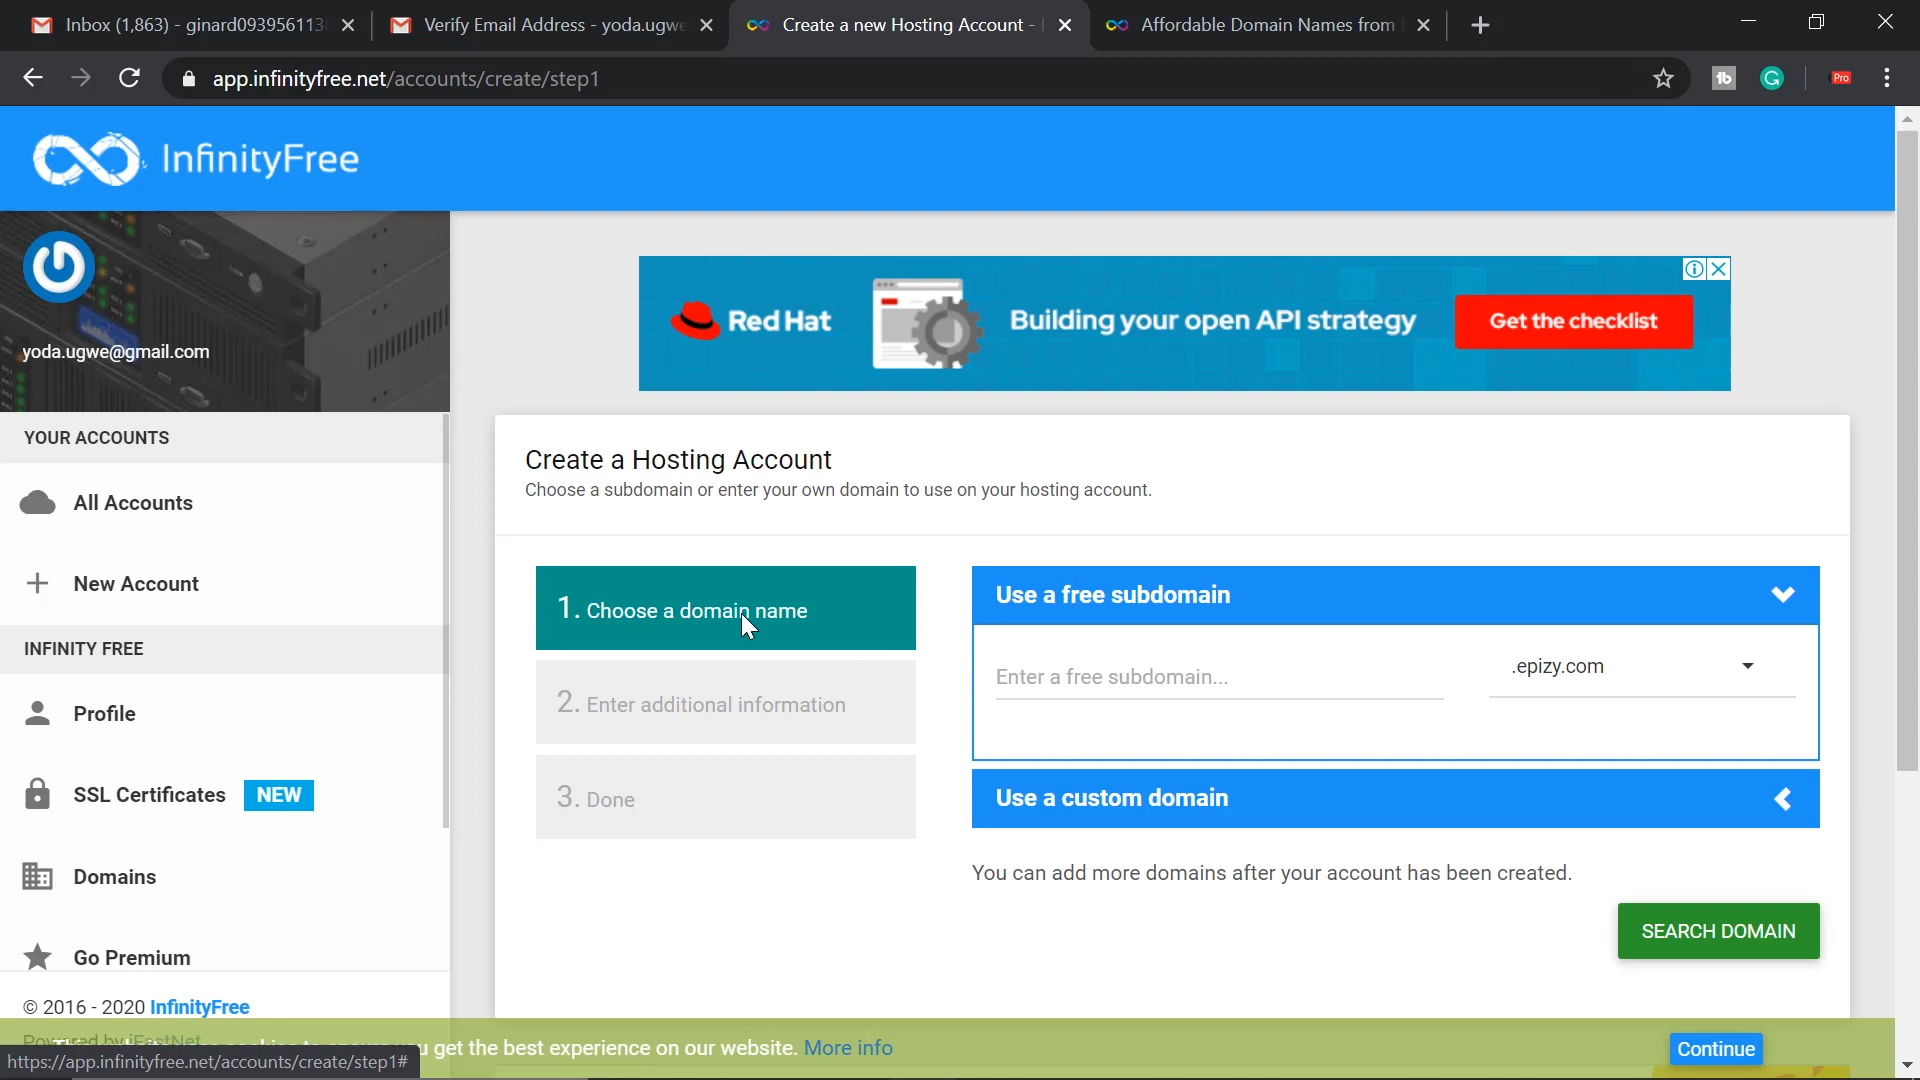 Inbox (1,863) - ginard0939561138
Verify Email Address - yoda.ugwe
Create a new Hosting Account -
Affordable Domain Names from
app.infinityfree.net/accounts/create/step1
Pro
InfinityFree
yoda.ugwe@gmail.com
Red Hat
Building your open API strategy
Get the checklist
YOUR ACCOUNTS
All Accounts
New Account
INFINITY FREE
Profile
SSL Certificates NEW
Domains
Go Premium
© 2016 - 2020 InfinityFree
Powered by iFastNet
Create a Hosting Account
Choose a subdomain or enter your own domain to use on your hosting account.
1. Choose a domain name
2. Enter additional information
3. Done
Use a free subdomain
Enter a free subdomain...
.epizy.com
Use a custom domain
You can add more domains after your account has been created.
SEARCH DOMAIN
get the best experience on our website. More info
Continue
https://app.infinityfree.net/accounts/create/step1#